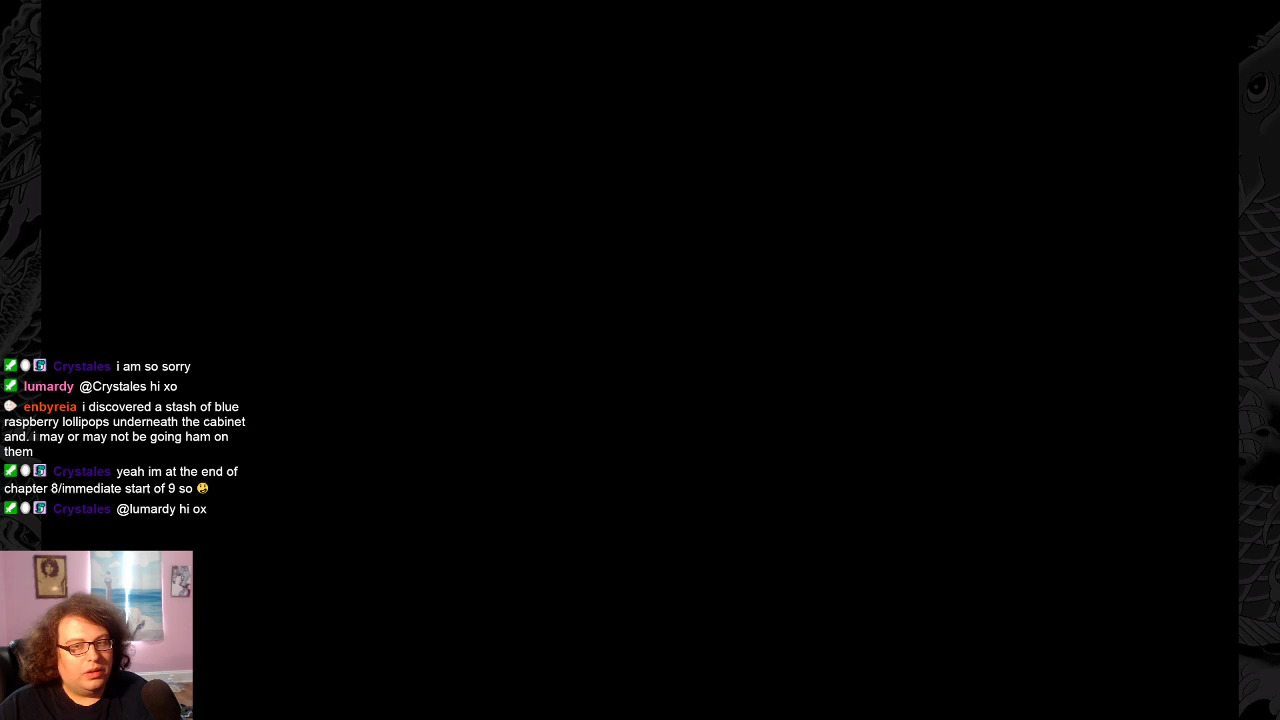 Crystales i am so sorry
lumardy @Crystales hi xo
enbyreia i discovered a stash of blue
raspberry lollipops underneath the cabinet
and. i may or may not be going ham on
them
Crystales yeah im at the end of
chapter 8/immediate start of 9 so
Crystales @lumardy hi ox